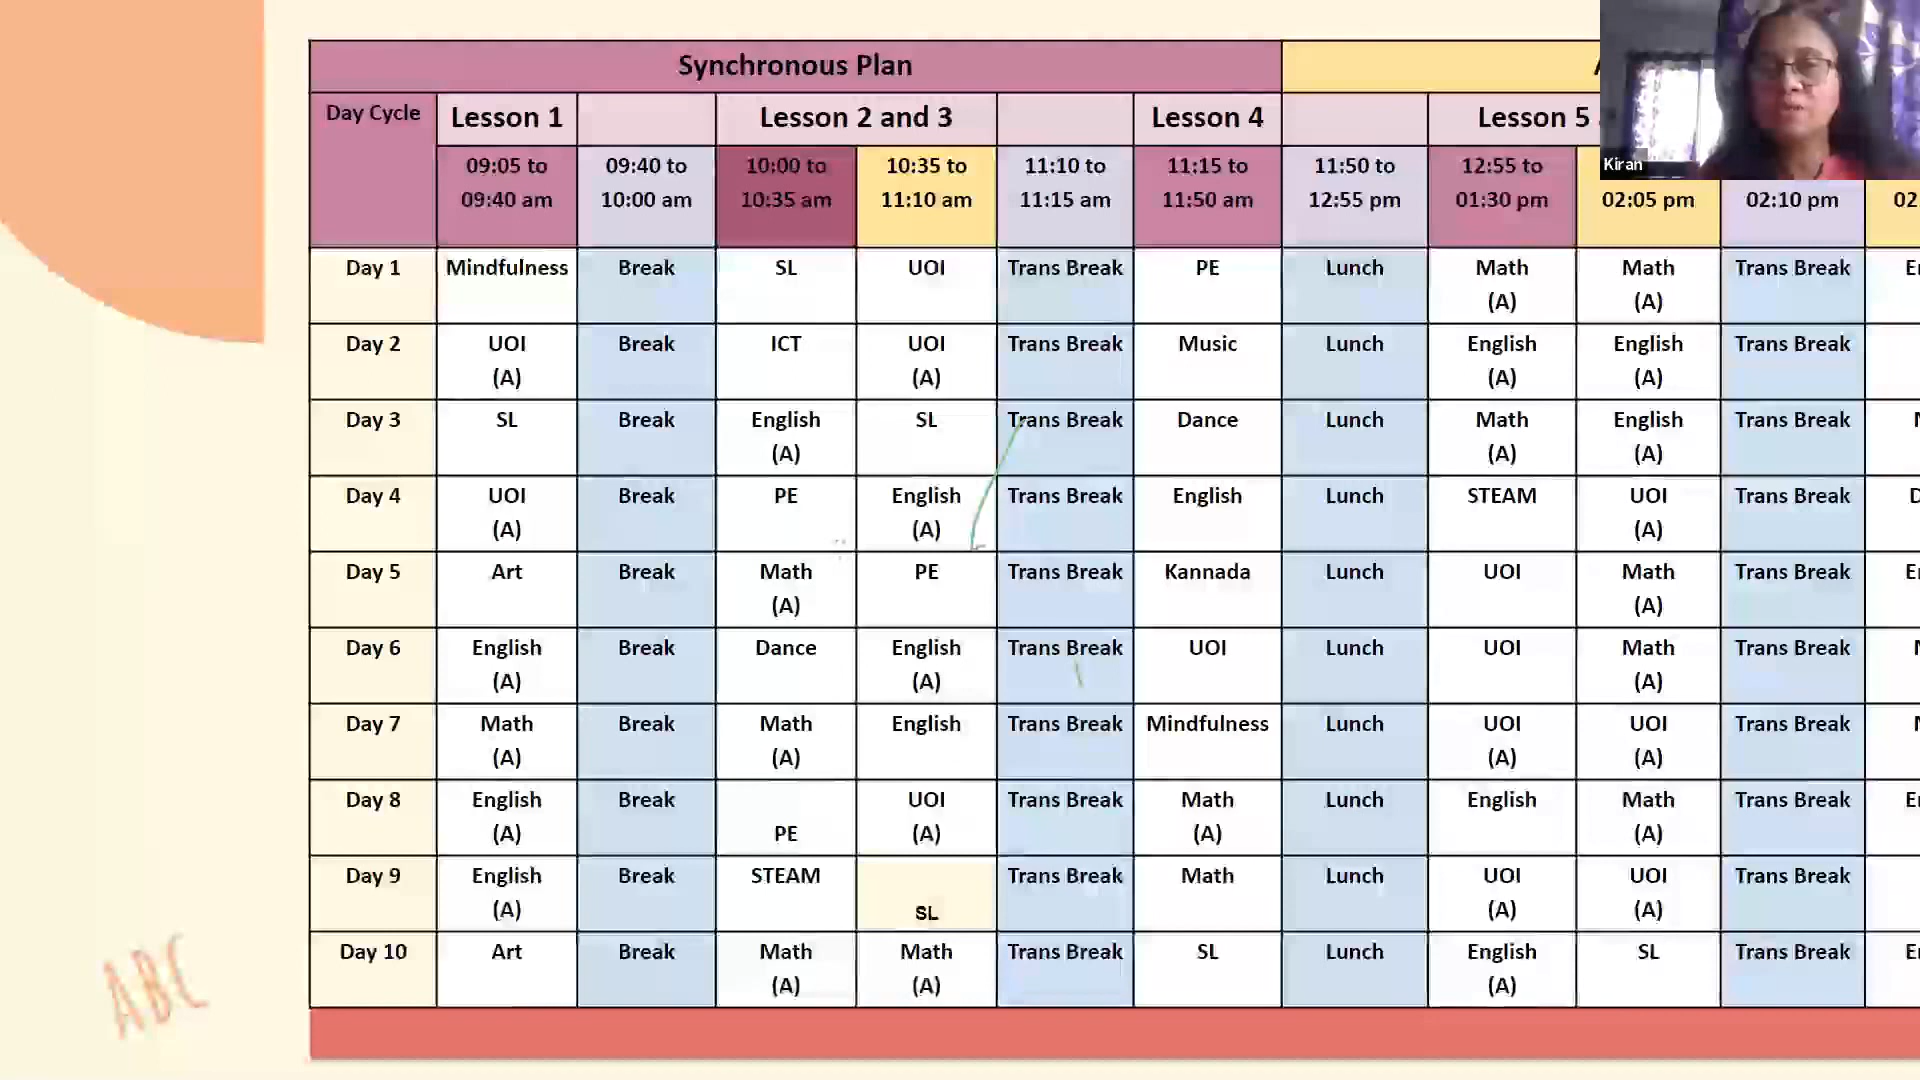 Synchronous Plan
Day Cycle Lesson 1 Lesson 2 and 3 Lesson 4 Lesson 5
09:05 to 09:40 to 10:00 to 10:35 to 11:10 to 11:15 to 11:50 to 12:55 to
09:40 am 10:00 am 10:35 am 11:10 am 11:15 am 11:50 am 12:55 pm 01:30 pm 02:05 pm 02:10 pm 02
Kiran
Day 1 Mindfulness Break SL UOI Trans Break PE Lunch Math Math Trans Break
(A) (A)
Day 2 UOI Break ICT UOI Trans Break Music Lunch English English Trans Break
(A) (A) (A) (A)
Day 3 SL Break English SL Trans Break Dance Lunch Math English Trans Break
(A) (A) (A)
Day 4 UOI Break PE English Trans Break English Lunch STEAM UOI Trans Break
(A) (A) (A)
Day 5 Art Break Math PE Trans Break Kannada Lunch UOI Math Trans Break
(A) (A)
Day 6 English Break Dance English Trans Break UOI Lunch UOI Math Trans Break
(A) (A) (A)
Day 7 Math Break Math English Trans Break Mindfulness Lunch UOI UOI Trans Break
(A) (A) (A) (A)
Day 8 English Break UOI Trans Break Math Lunch English Math Trans Break
(A) PE (A) (A) (A)
Day 9 English Break STEAM Trans Break Math Lunch UOI UOI Trans Break
(A) SL (A) (A)
Day 10 Art Break Math Math Trans Break SL Lunch English SL Trans Break
(A) (A) (A)
ABC